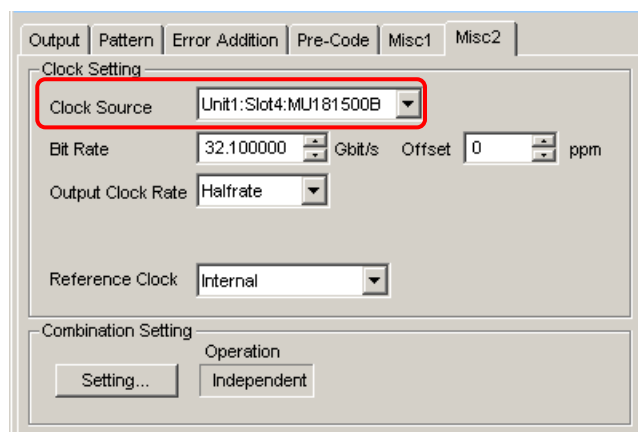 Output Pattern Error Addition Pre-Code Misc1 Misc2
Clock Setting
Clock Source Unit1:Slot4:MU181500B
Bit Rate 32.100000 Gbit/s Offset 0 ppm
Output Clock Rate Halfrate
Reference Clock Internal
Combination Setting
Operation
Setting... Independent